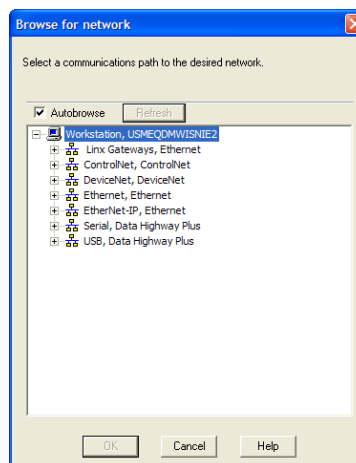 Browse for network
Select a communications path to the desired network.
Autobrowse
Refresh
Workstation, USMEQDMWISNIE2
Linx Gateways, Ethernet
ControlNet, ControlNet
DeviceNet, DeviceNet
Ethernet, Ethernet
EtherNet-IP, Ethernet
Serial, Data Highway Plus
USB, Data Highway Plus
OK
Cancel
Help